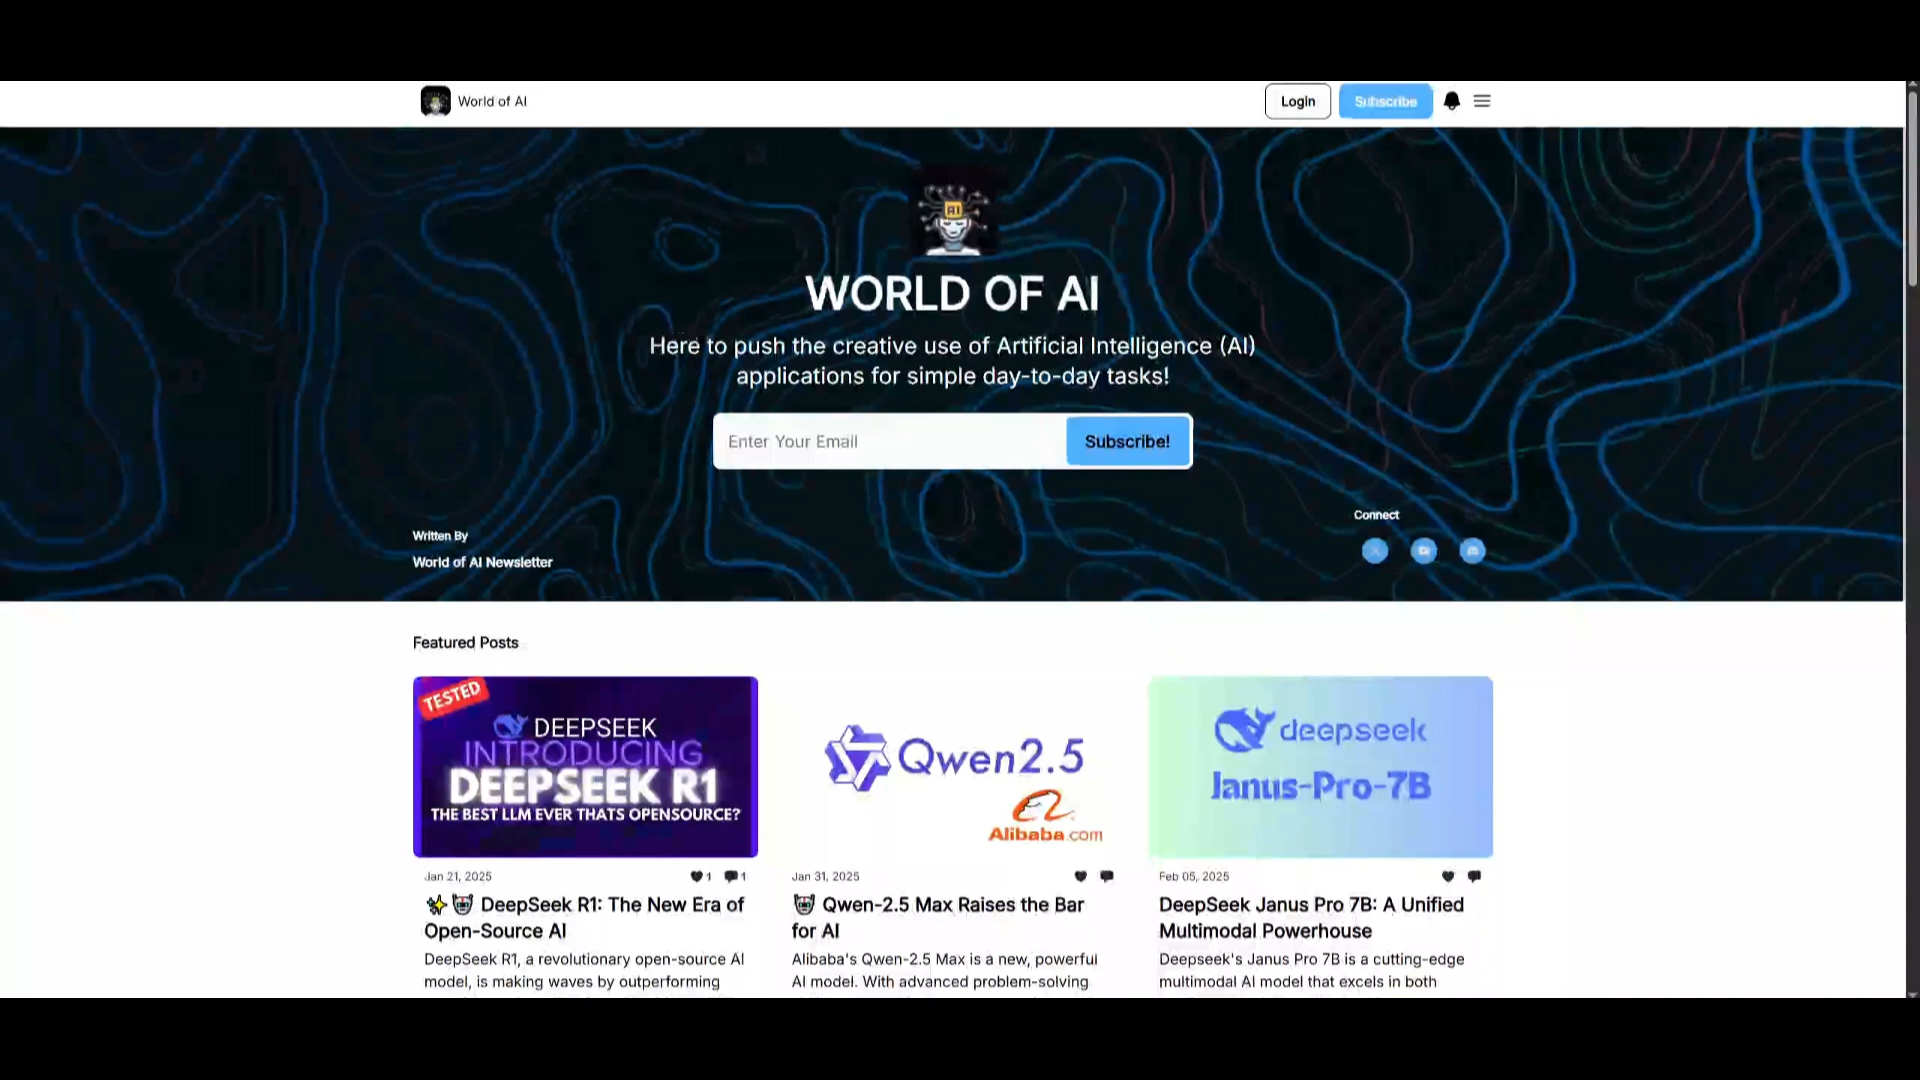 World of AI
Login
Subscribe
AI
WORLD OF AI
Here to push the creative use of Artificial Intelligence (AI)
applications for simple day-to-day tasks!
Enter Your Email
Subscribe!
Written By
World of AI Newsletter
Connect
Featured Posts
TESTED
DEEPSEEK
INTRODUCING
DEEPSEEK R1
THE BEST LLM EVER THATS OPENSOURCE?
Jan 21, 2025
1
1
✨🤖 DeepSeek R1: The New Era of
Open-Source AI
DeepSeek R1, a revolutionary open-source AI
model, is making waves by outperforming
Qwen2.5
Alibaba.com
Jan 31, 2025
🤖 Qwen-2.5 Max Raises the Bar
for AI
Alibaba's Qwen-2.5 Max is a new, powerful
AI model. With advanced problem-solving
deepseek
Janus-Pro-7B
Feb 05, 2025
DeepSeek Janus Pro 7B: A Unified
Multimodal Powerhouse
Deepseek's Janus Pro 7B is a cutting-edge
multimodal AI model that excels in both